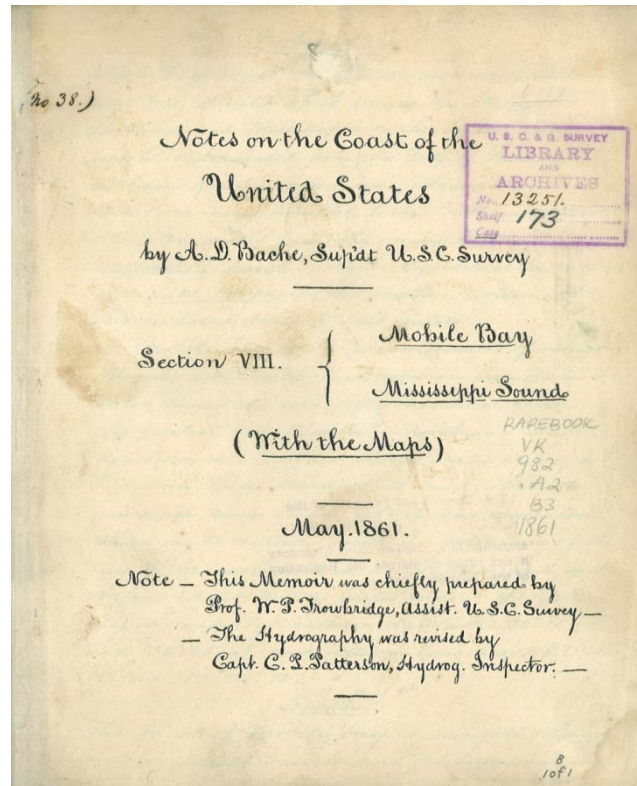 (No 38.)
Notes on the Coast of the
United States
by A. D. Bache, Sup'dt U.S.C. Survey
U. S. C. & G. SURVEY
LIBRARY
AND
ARCHIVES
No. 13251.
Shelf 173
Case
Section VIII. { Mobile Bay
Mississippi Sound
(With the Maps)
RAREBOOK
VK
982
.A2
B3
1861
May. 1861.
Note – This Memoir was chiefly prepared by
Prof. W. P. Trowbridge, Assist. U.S.C. Survey –
– The Hydrography was revised by
Capt. C. P. Patterson, Hydrog. Inspector. –
8
1 of 1